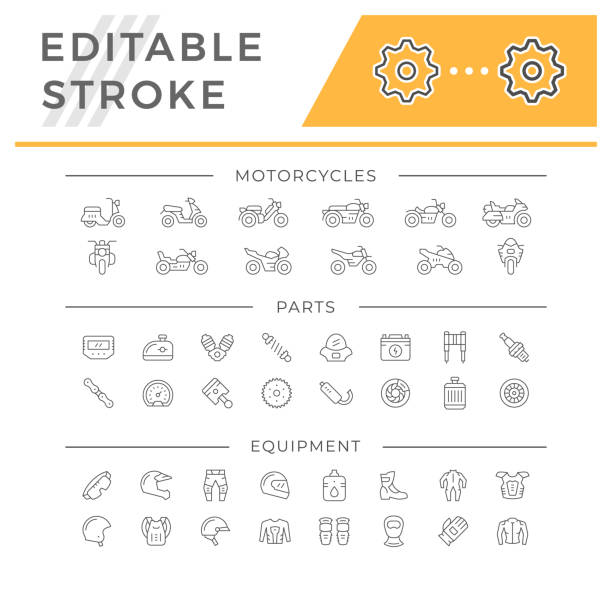 EDITABLE
STROKE
MOTORCYCLES
PARTS
EQUIPMENT